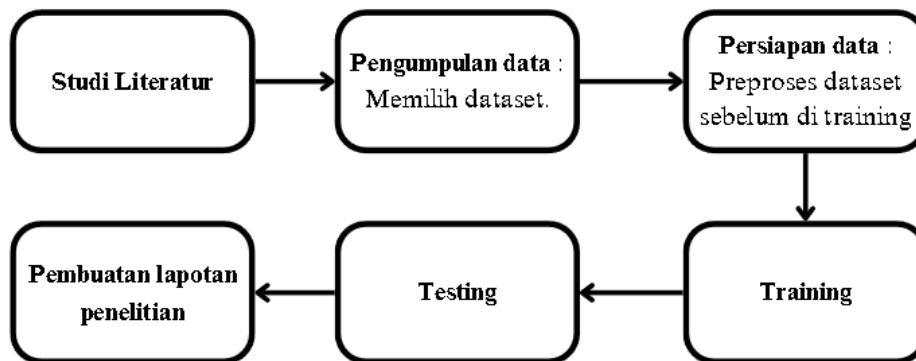 Studi Literatur
Pengumpulan data :
Memilih dataset.
Persiapan data :
Preproses dataset
sebelum di training
Training
Testing
Pembuatan lapotan
penelitian